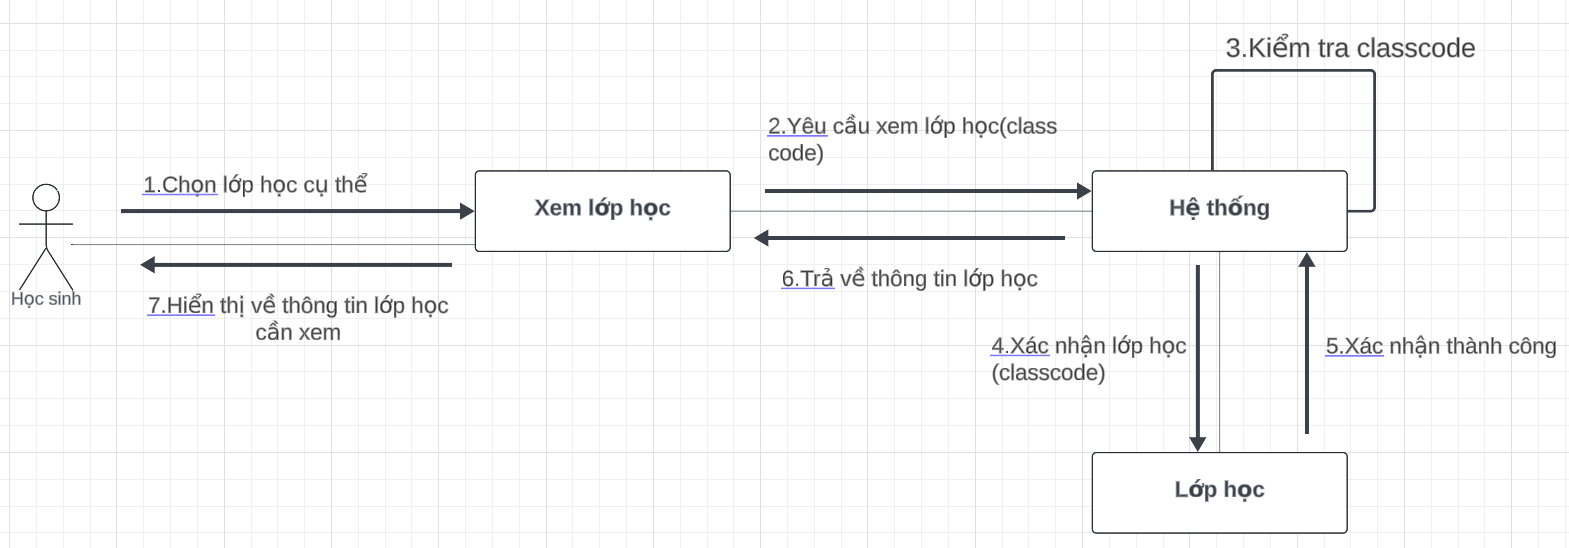 3.Kiểm tra classcode
2.Yêu cầu xem lớp học(class
code)
1.Chọn lớp học cụ thể
Xem lớp học
Hệ thống
6.Trả về thông tin lớp học
Học sinh
7.Hiển thị về thông tin lớp học
cần xem
4.Xác nhận lớp học
(classcode)
5.Xác nhận thành công
Lớp học